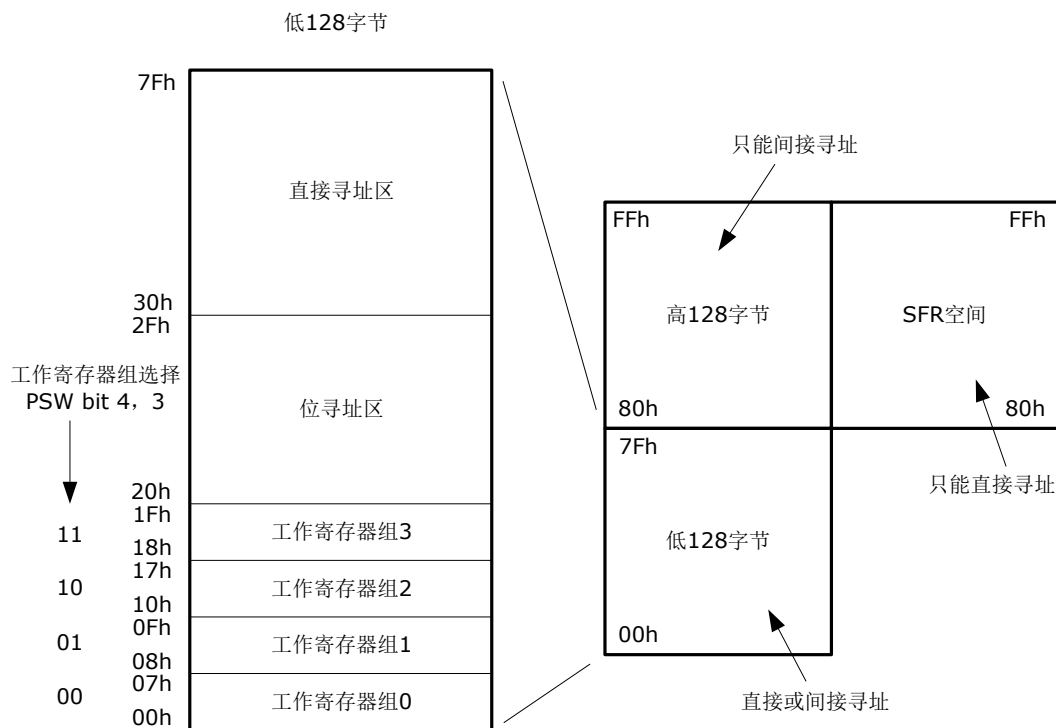 低128字节
7Fh
直接寻址区
30h
2Fh
位寻址区
工作寄存器组选择
PSW bit 4，3
20h
1Fh
11
工作寄存器组3
18h
17h
10
工作寄存器组2
10h
0Fh
01
工作寄存器组1
08h
07h
00
工作寄存器组0
00h
只能间接寻址
FFh
FFh
高128字节
SFR空间
80h
80h
7Fh
只能直接寻址
低128字节
00h
直接或间接寻址